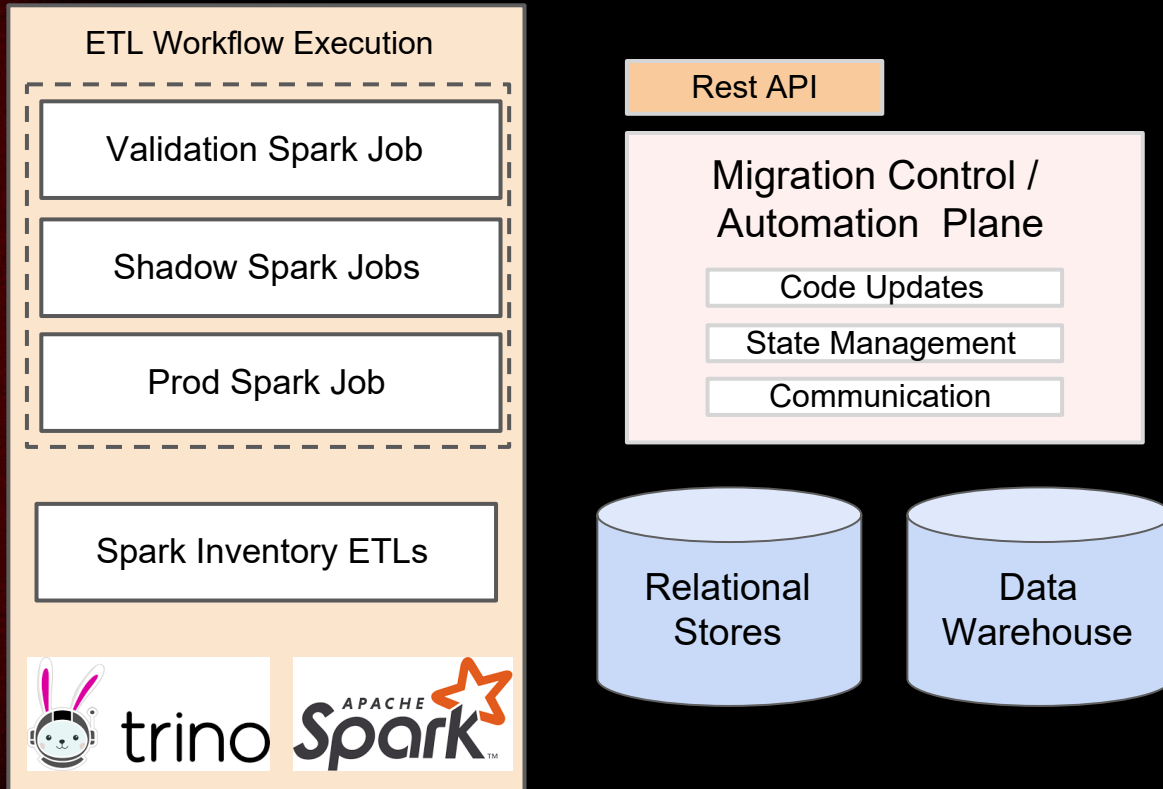 ETL Workflow Execution
Validation Spark Job
Shadow Spark Jobs
Prod Spark Job
Spark Inventory ETLs
trino
APACHE
Spark
TM
Rest API
Migration Control /
Automation Plane
Code Updates
State Management
Communication
Relational
Stores
Data
Warehouse